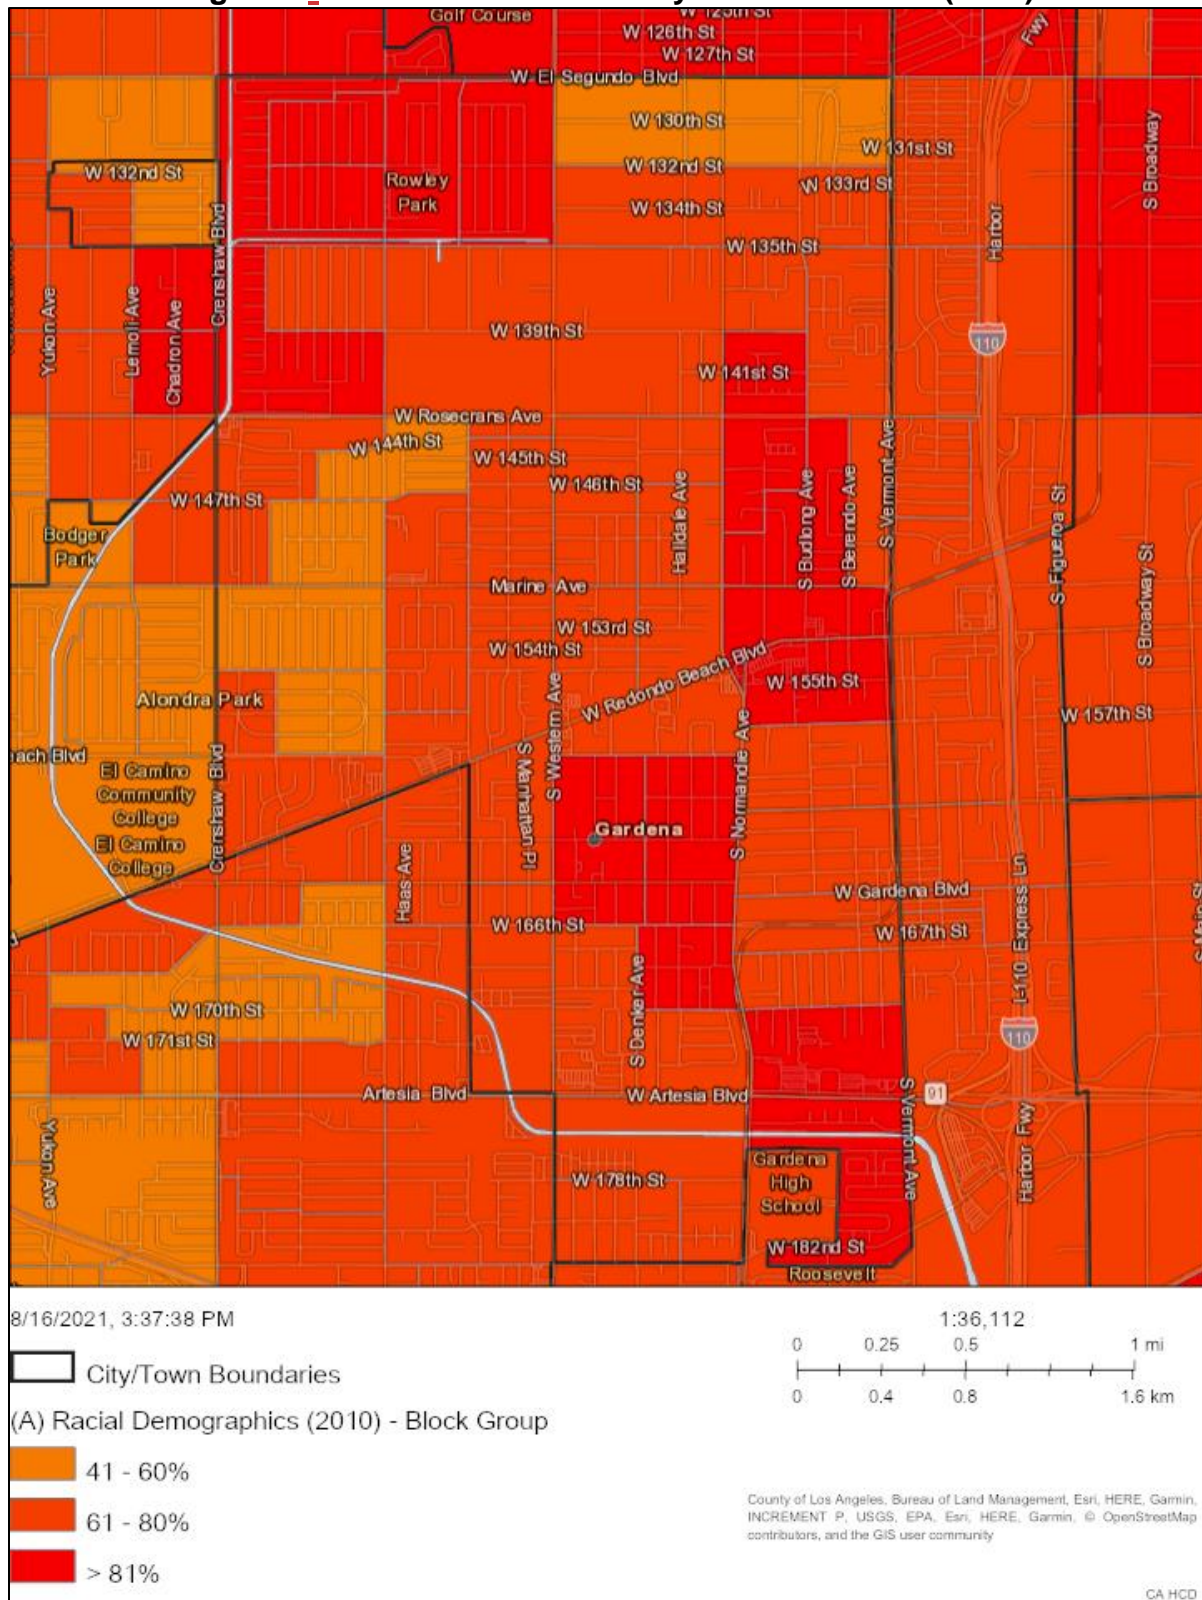 Golf Course
W 126th St
W 127th St
Fwy
W El Segundo Blvd
W 130th St
W 131st St
W 132nd St
W 132nd St
W 133rd St
Rowley
Park
W 134th St
S Broadway
W 135th St
Harbor
Crenshaw Blvd
Yukon Ave
Lemoli Ave
Chadron Ave
W 139th St
110
W 141st St
W Rosecrans Ave
W 144th St
W 145th St
W 146th St
W 147th St
Halldale Ave
S Budlong Ave
S Berendo Ave
S Vermont Ave
S Figueroa St
Bodger
Park
Marine Ave
W 153rd St
W 154th St
S Broadway St
W Redondo Beach Blvd
W 155th St
Alondra Park
W 157th St
each Blvd
El Camino
Community
College
El Camino
College
Crenshaw Blvd
S Western Ave
S Manhattan Pl
S Normandie Ave
Gardena
Haas Ave
W Gardena Blvd
W 166th St
W 167th St
I-110 Express Ln
S Denker Ave
W 170th St
W 171st St
110
Artesia Blvd
W Artesia Blvd
91
S Vermont Ave
Harbor Fwy
Yukon Ave
W 178th St
Gardena
High
School
W 182nd St
Roosevelt
8/16/2021, 3:37:38 PM
1:36,112
0 0.25 0.5 1 mi
0 0.4 0.8 1.6 km
City/Town Boundaries
(A) Racial Demographics (2010) - Block Group
41 - 60%
61 - 80%
> 81%
County of Los Angeles, Bureau of Land Management, Esri, HERE, Garmin,
INCREMENT P, USGS, EPA, Esri, HERE, Garmin, © OpenStreetMap
contributors, and the GIS user community
CA HCD